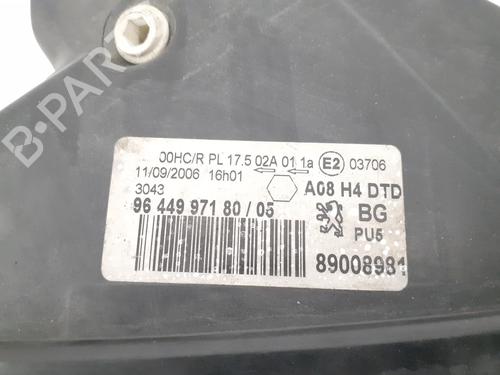 B-PARTS
00HC/R PL 17.5 02A 01 1a E2 03706
11/09/2006 16h01
3043 A08 H4 DTD
96 449 971 80 / 05 BG
PU5
89008981